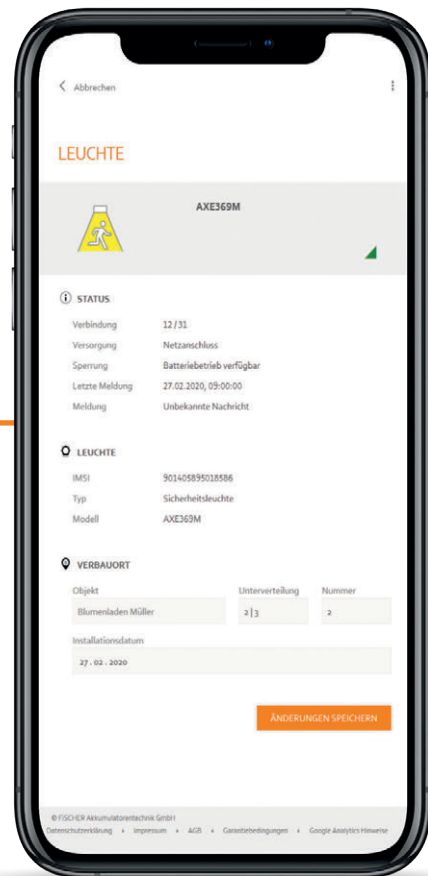 Abbrechen
LEUCHTE
AXE369M
STATUS
Verbindung 12/31
Versorgung Netzanschluss
Sperrung Batteriebetrieb verfügbar
Letzte Meldung 27.02.2020, 09:00:00
Meldung Unbekannte Nachricht
LEUCHTE
IMSI 901405895018586
Typ Sicherheitsleuchte
Modell AXE369M
VERBAUORT
Objekt Unterverteilung Nummer
Blumenladen Müller 2|3 2
Installationsdatum
27.02.2020
ÄNDERUNGEN SPEICHERN
© FiSCHER Akkumulatorentechnik GmbH
Datenschutzerklärung • Impressum • AGB • Garantiebedingungen • Google Analytics Hinweise